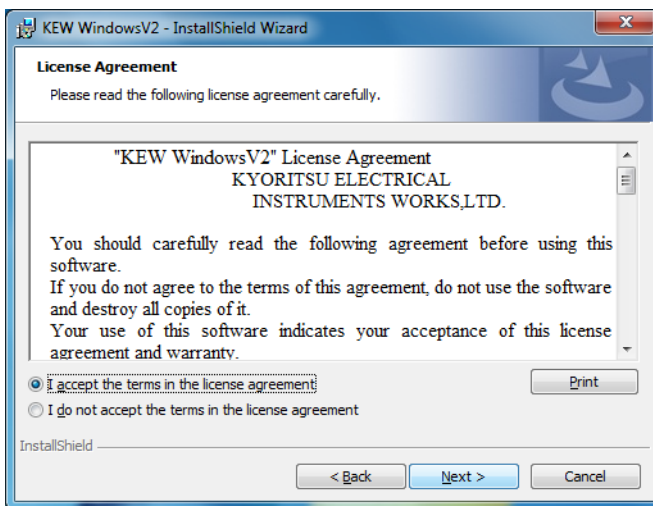 KEW WindowsV2 - InstallShield Wizard
License Agreement
Please read the following license agreement carefully.
"KEW WindowsV2" License Agreement
KYORITSU ELECTRICAL
INSTRUMENTS WORKS,LTD.
You should carefully read the following agreement before using this
software.
If you do not agree to the terms of this agreement, do not use the software
and destroy all copies of it.
Your use of this software indicates your acceptance of this license
agreement and warranty.
I accept the terms in the license agreement
Print
I do not accept the terms in the license agreement
InstallShield
< Back
Next >
Cancel